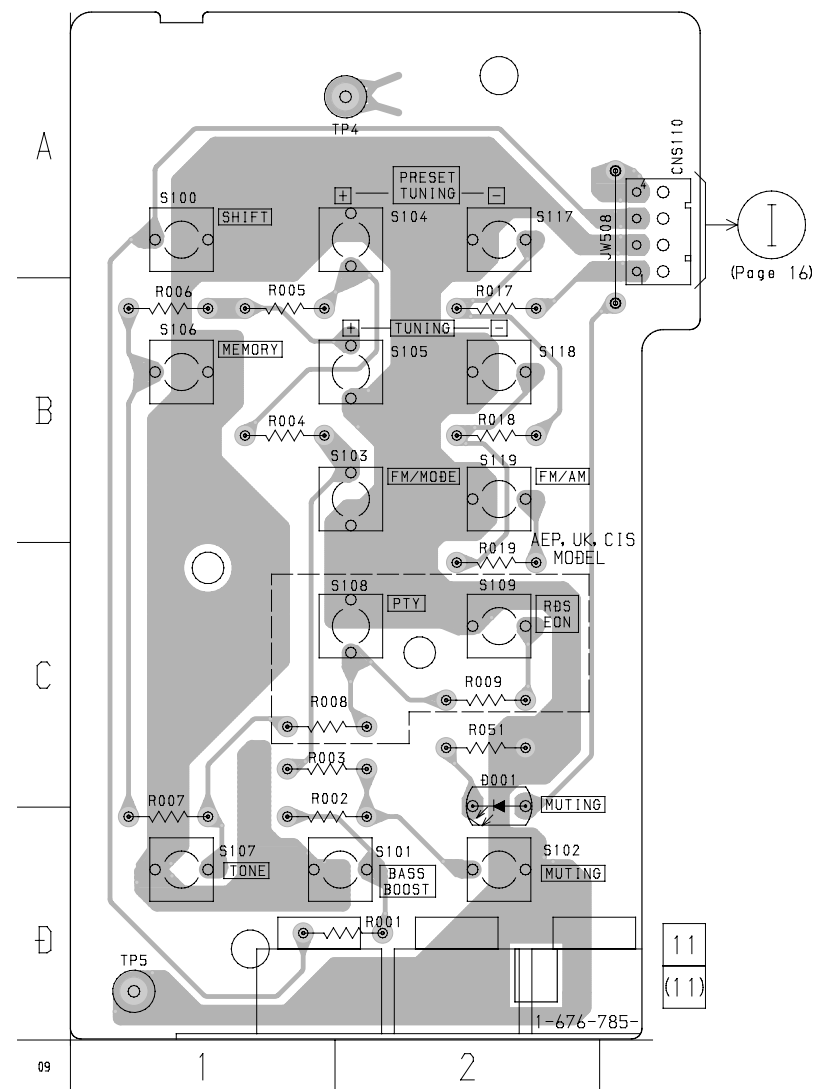 A
TP4
CNS110
PRESET
TUNING
+
-
4
S100
SHIFT
S104
S117
JW508
I
1
(Page 16)
R006
R005
R017
S106
MEMORY
+
TUNING
-
S105
S118
B
R004
R018
S103
FM/MODE
S119
FM/AM
AEP, UK, CIS
MODEL
R019
S108
PTY
S109
RDS
EON
C
R009
R008
R051
R003
D001
MUTING
R007
R002
S107
TONE
S101
BASS
BOOST
S102
MUTING
R001
D
11
(11)
TP5
1-676-785-
09
1
2